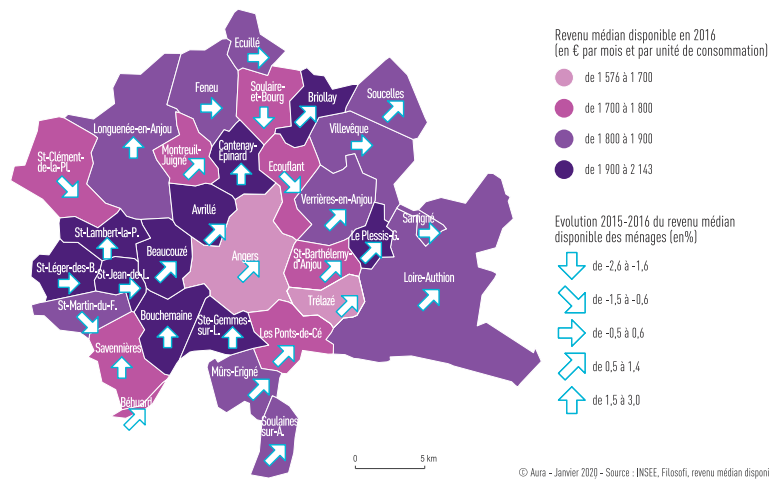 Ecuillé
Feneu
Soulaire-
et-Bourg
Briollay
Soucelles
Longuenée-en-Anjou
Villevêque
Montreuil-
Juigné
Cantenay-
Epinard
St-Clément-
de-la-Pl.
Ecouflant
Verrières-en-Anjou
Avrillé
Sarrigné
St-Lambert-la-P.
Le Plessis-G.
Beaucouzé
Angers
St-Barthélemy-
d'Anjou
St-Léger-des-B.
St-Jean-de-L.
Loire-Authion
Trélazé
St-Martin-du-F.
Bouchemaine
Ste-Gemmes-
sur-L.
Les Ponts-de-Cé
Savennières
Mûrs-Erigné
Béhuard
Soulaines
sur-A.
0 5 km
Revenu médian disponible en 2016
(en € par mois et par unité de consommation)
de 1 576 à 1 700
de 1 700 à 1 800
de 1 800 à 1 900
de 1 900 à 2 143
Evolution 2015-2016 du revenu médian
disponible des ménages (en%)
de -2,6 à -1,6
de -1,5 à -0,6
de -0,5 à 0,6
de 0,5 à 1,4
de 1,5 à 3,0
© Aura - Janvier 2020 - Source : INSEE, Filosofi, revenu médian disponi